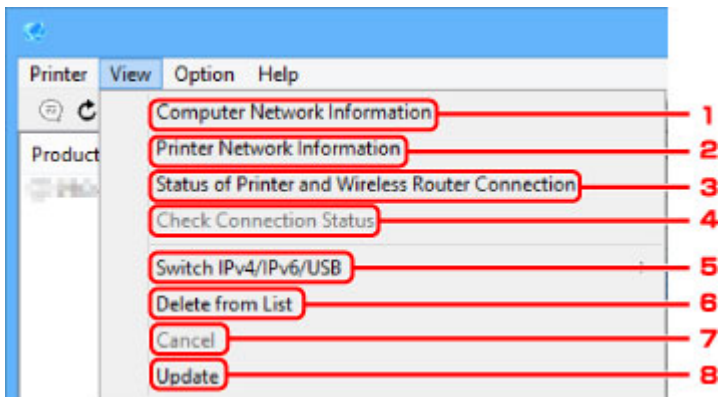 Printer View Option Help
Product
Computer Network Information 1
Printer Network Information 2
Status of Printer and Wireless Router Connection 3
Check Connection Status 4
Switch IPv4/IPv6/USB 5
Delete from List 6
Cancel 7
Update 8